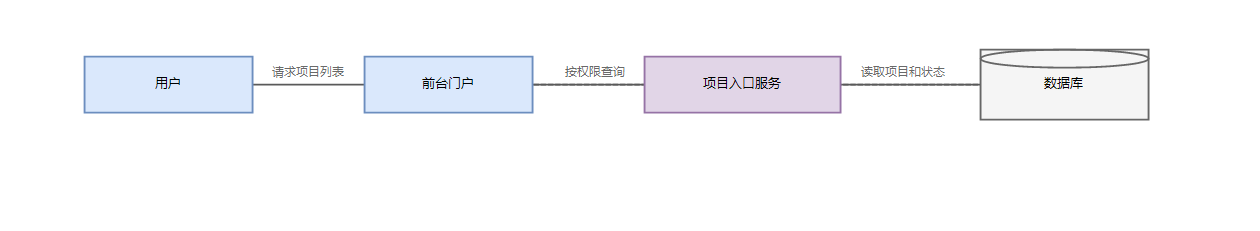 用户
请求项目列表
前台门户
按权限查询
项目入口服务
读取项目和状态
数据库